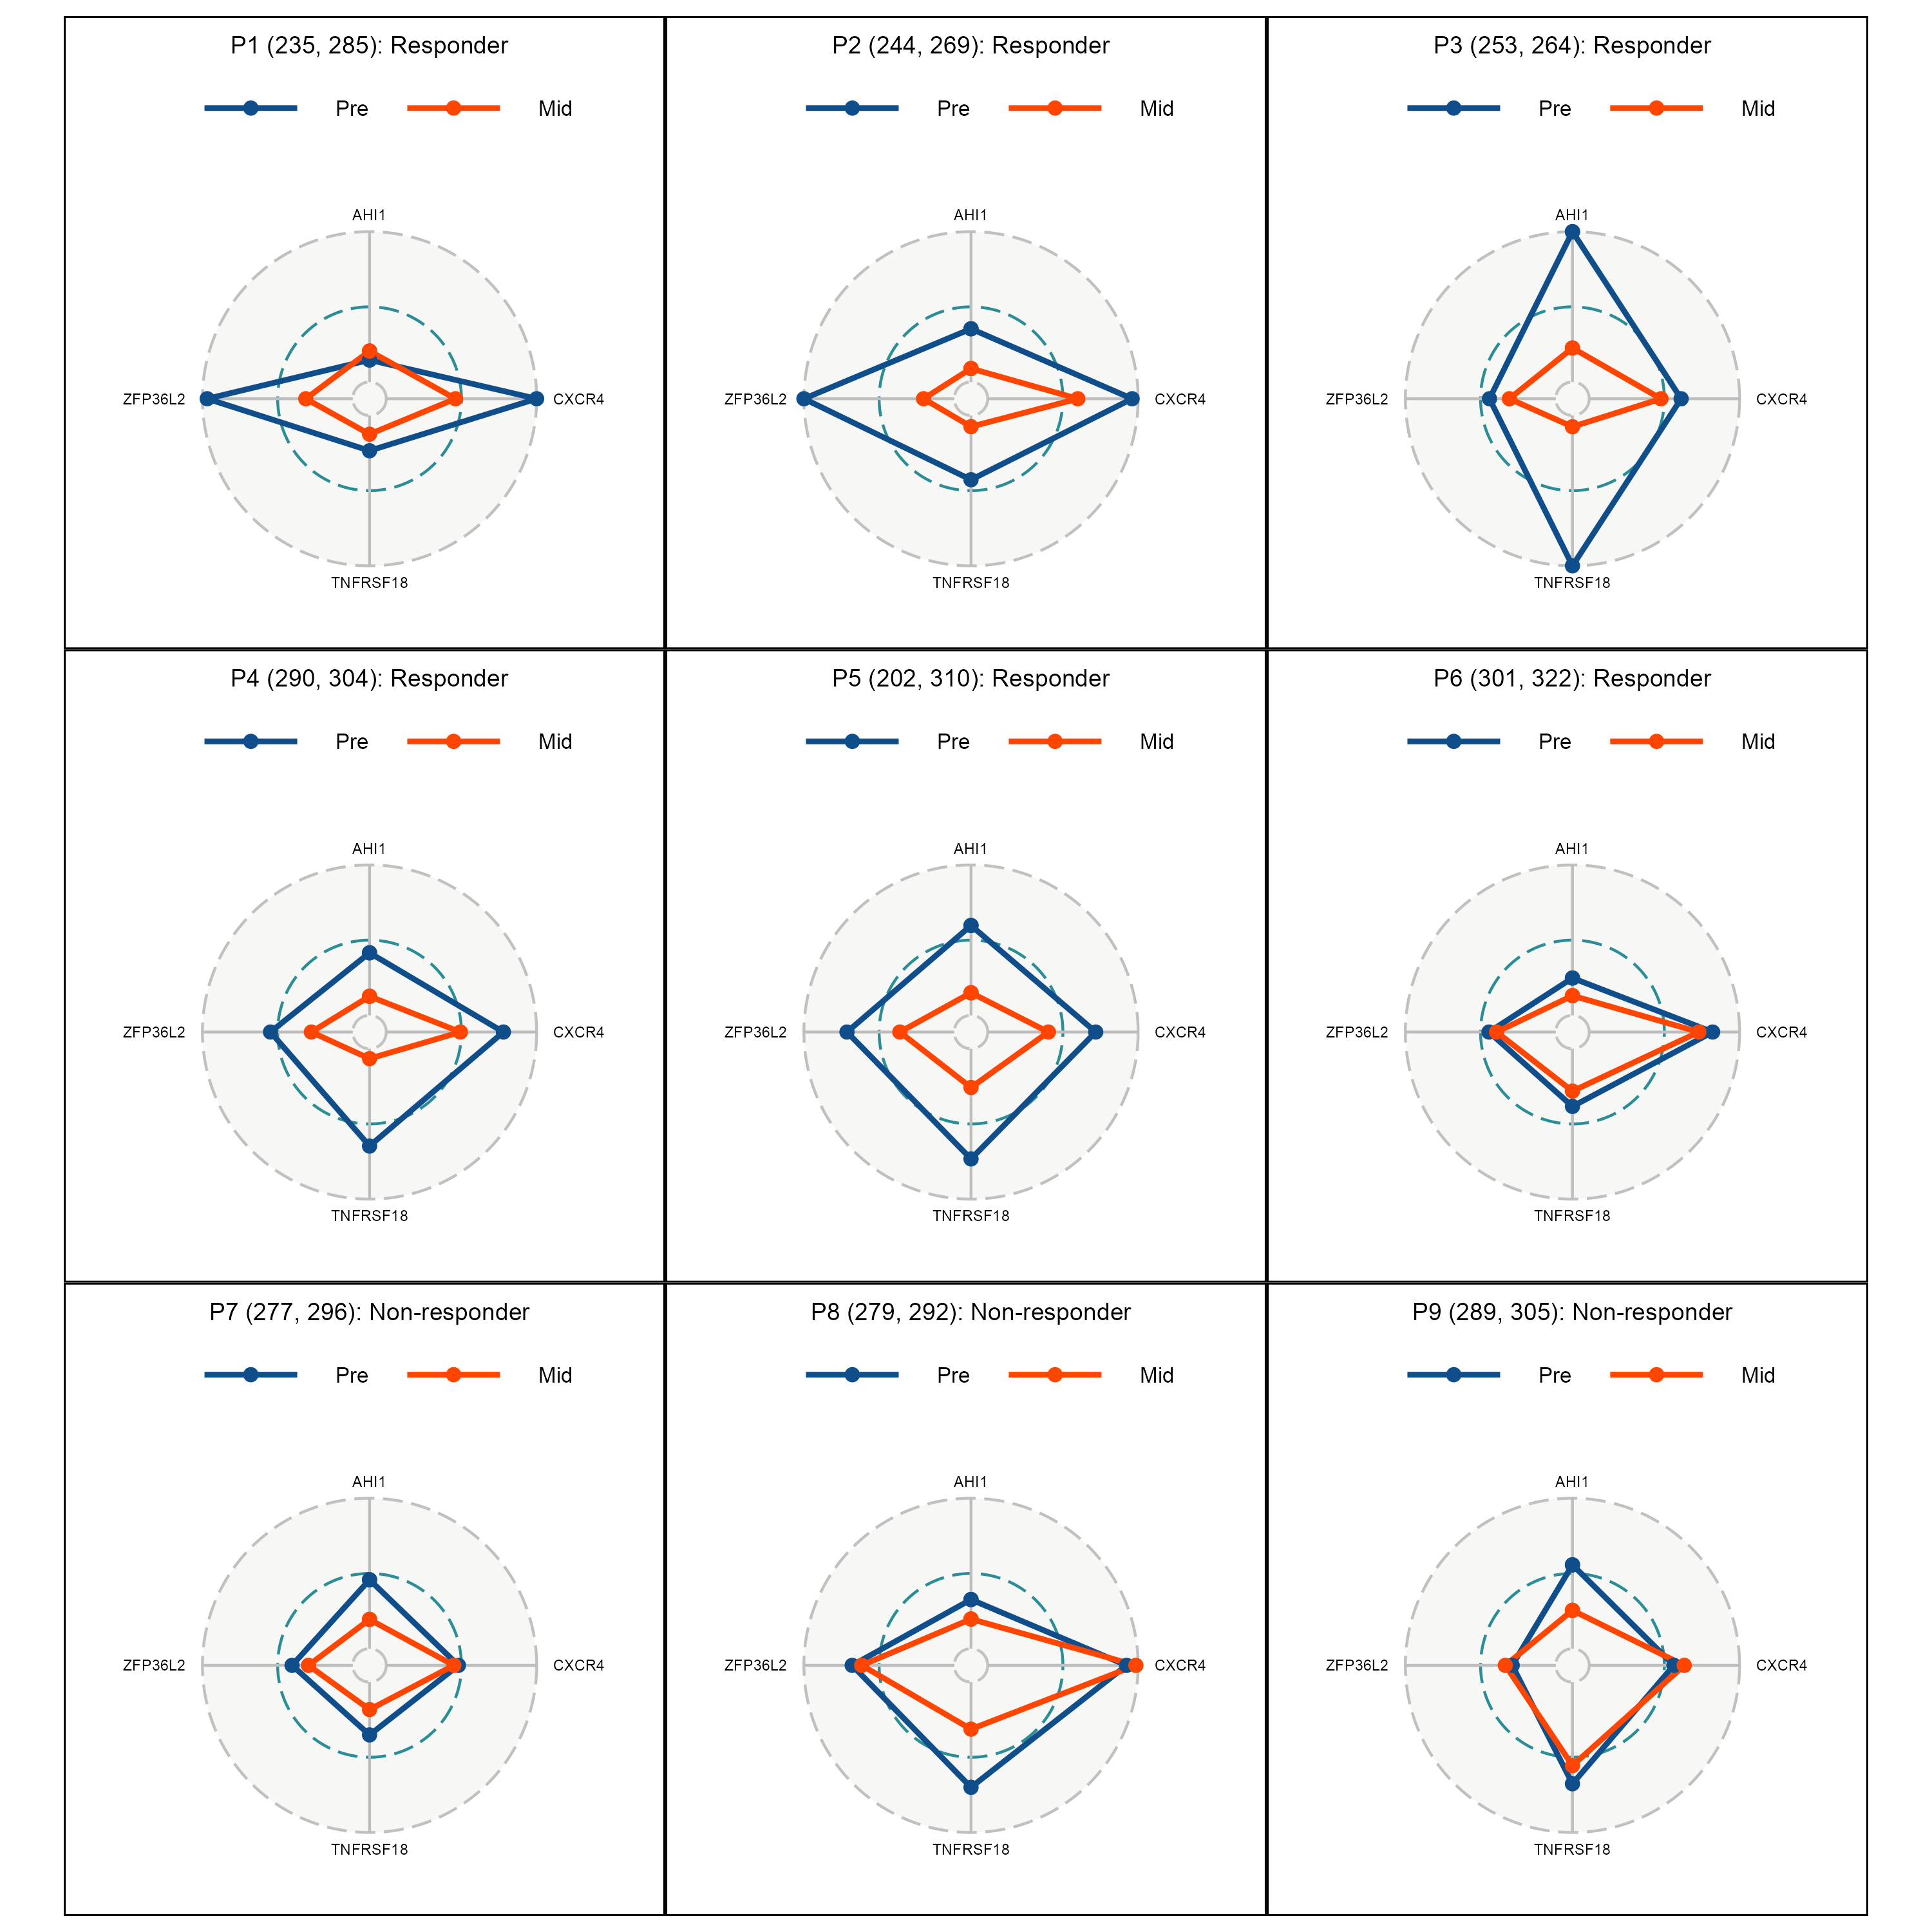 P1 (235, 285): Responder
Pre Mid
AHI1
ZFP36L2 CXCR4
TNFRSF18
P2 (244, 269): Responder
Pre Mid
AHI1
ZFP36L2 CXCR4
TNFRSF18
P3 (253, 264): Responder
Pre Mid
AHI1
ZFP36L2 CXCR4
TNFRSF18
P4 (290, 304): Responder
Pre Mid
AHI1
ZFP36L2 CXCR4
TNFRSF18
P5 (202, 310): Responder
Pre Mid
AHI1
ZFP36L2 CXCR4
TNFRSF18
P6 (301, 322): Responder
Pre Mid
AHI1
ZFP36L2 CXCR4
TNFRSF18
P7 (277, 296): Non-responder
Pre Mid
AHI1
ZFP36L2 CXCR4
TNFRSF18
P8 (279, 292): Non-responder
Pre Mid
AHI1
ZFP36L2 CXCR4
TNFRSF18
P9 (289, 305): Non-responder
Pre Mid
AHI1
ZFP36L2 CXCR4
TNFRSF18